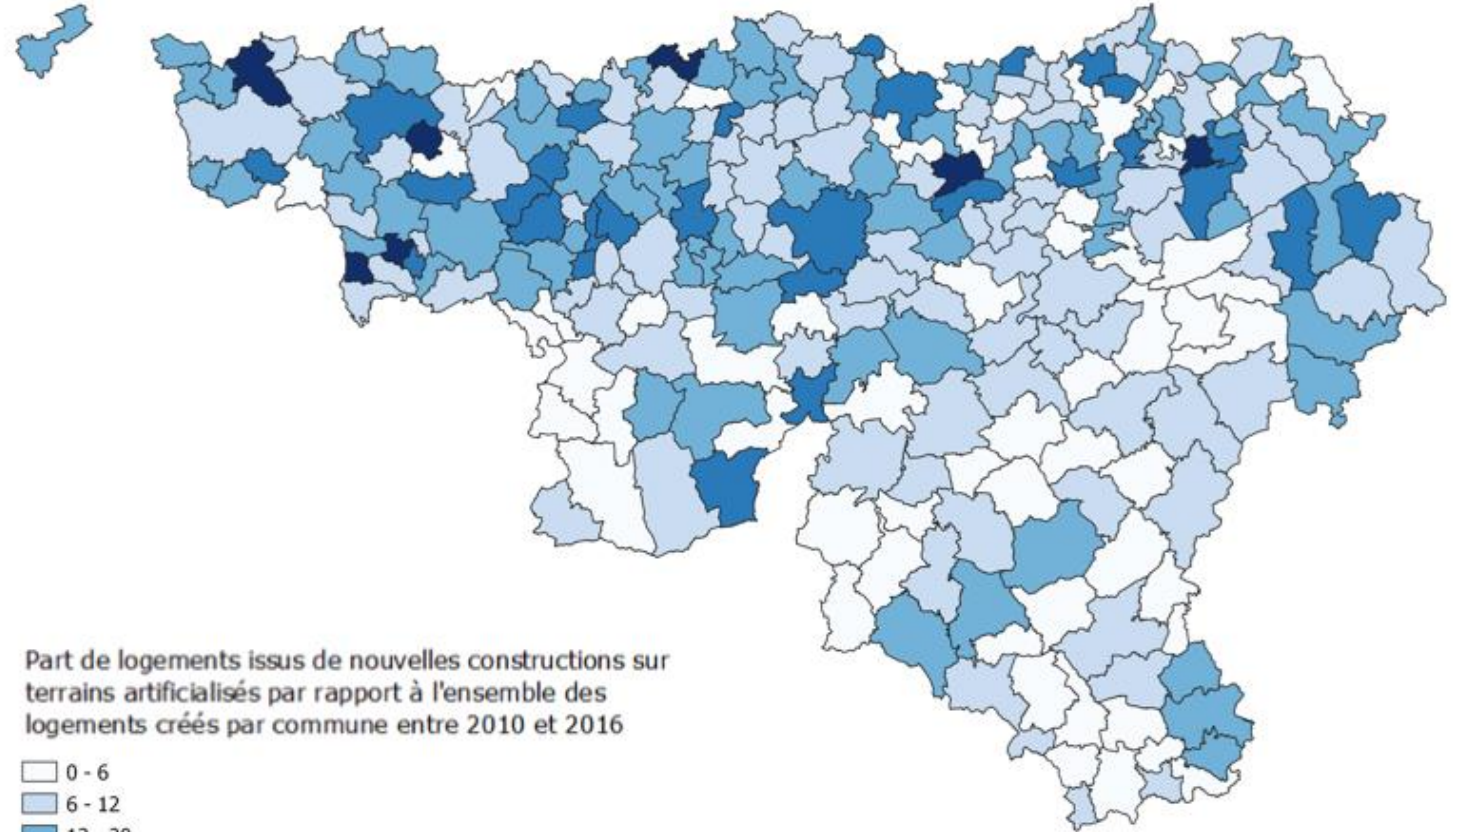 Part de logements issus de nouvelles constructions sur
terrains artificialisés par rapport à l'ensemble des
logements créés par commune entre 2010 et 2016
0 - 6
6 - 12